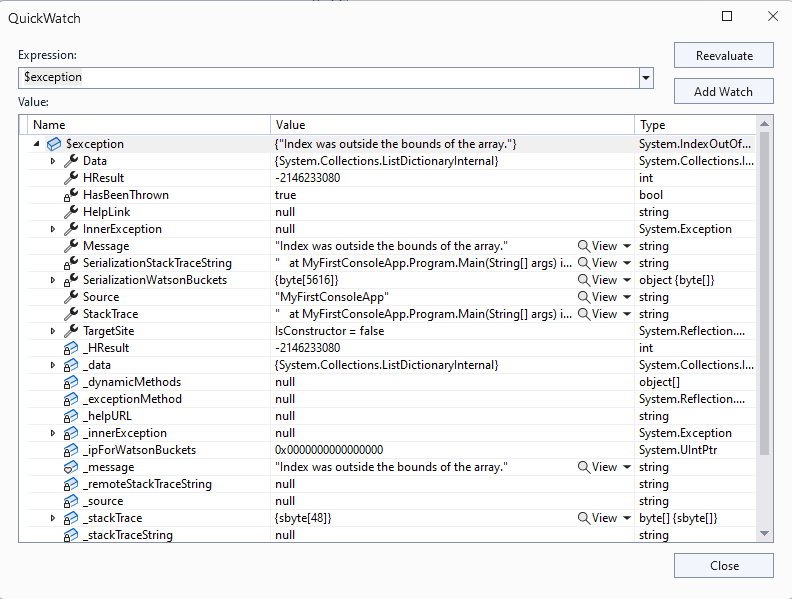 QuickWatch
Expression:
Reevaluate
$exception
Add Watch
Value:
Name Value Type
$exception {"Index was outside the bounds of the array."} System.IndexOutOf...
Data {System.Collections.ListDictionaryInternal} System.Collections.I...
HResult -2146233080 int
HasBeenThrown true bool
HelpLink null string
InnerException null System.Exception
Message "Index was outside the bounds of the array." View string
SerializationStackTraceString "   at MyFirstConsoleApp.Program.Main(String[] args) i... View string
SerializationWatsonBuckets {byte[5616]} View object {byte[]}
Source "MyFirstConsoleApp" View string
StackTrace "   at MyFirstConsoleApp.Program.Main(String[] args) i... View string
TargetSite IsConstructor = false System.Reflection....
_HResult -2146233080 int
_data {System.Collections.ListDictionaryInternal} System.Collections.I...
_dynamicMethods null object[]
_exceptionMethod null System.Reflection....
_helpURL null string
_innerException null System.Exception
_ipForWatsonBuckets 0x0000000000000000 System.UIntPtr
_message "Index was outside the bounds of the array." View string
_remoteStackTraceString null string
_source null string
_stackTrace {sbyte[48]} View byte[] {sbyte[]}
_stackTraceString null string
Close